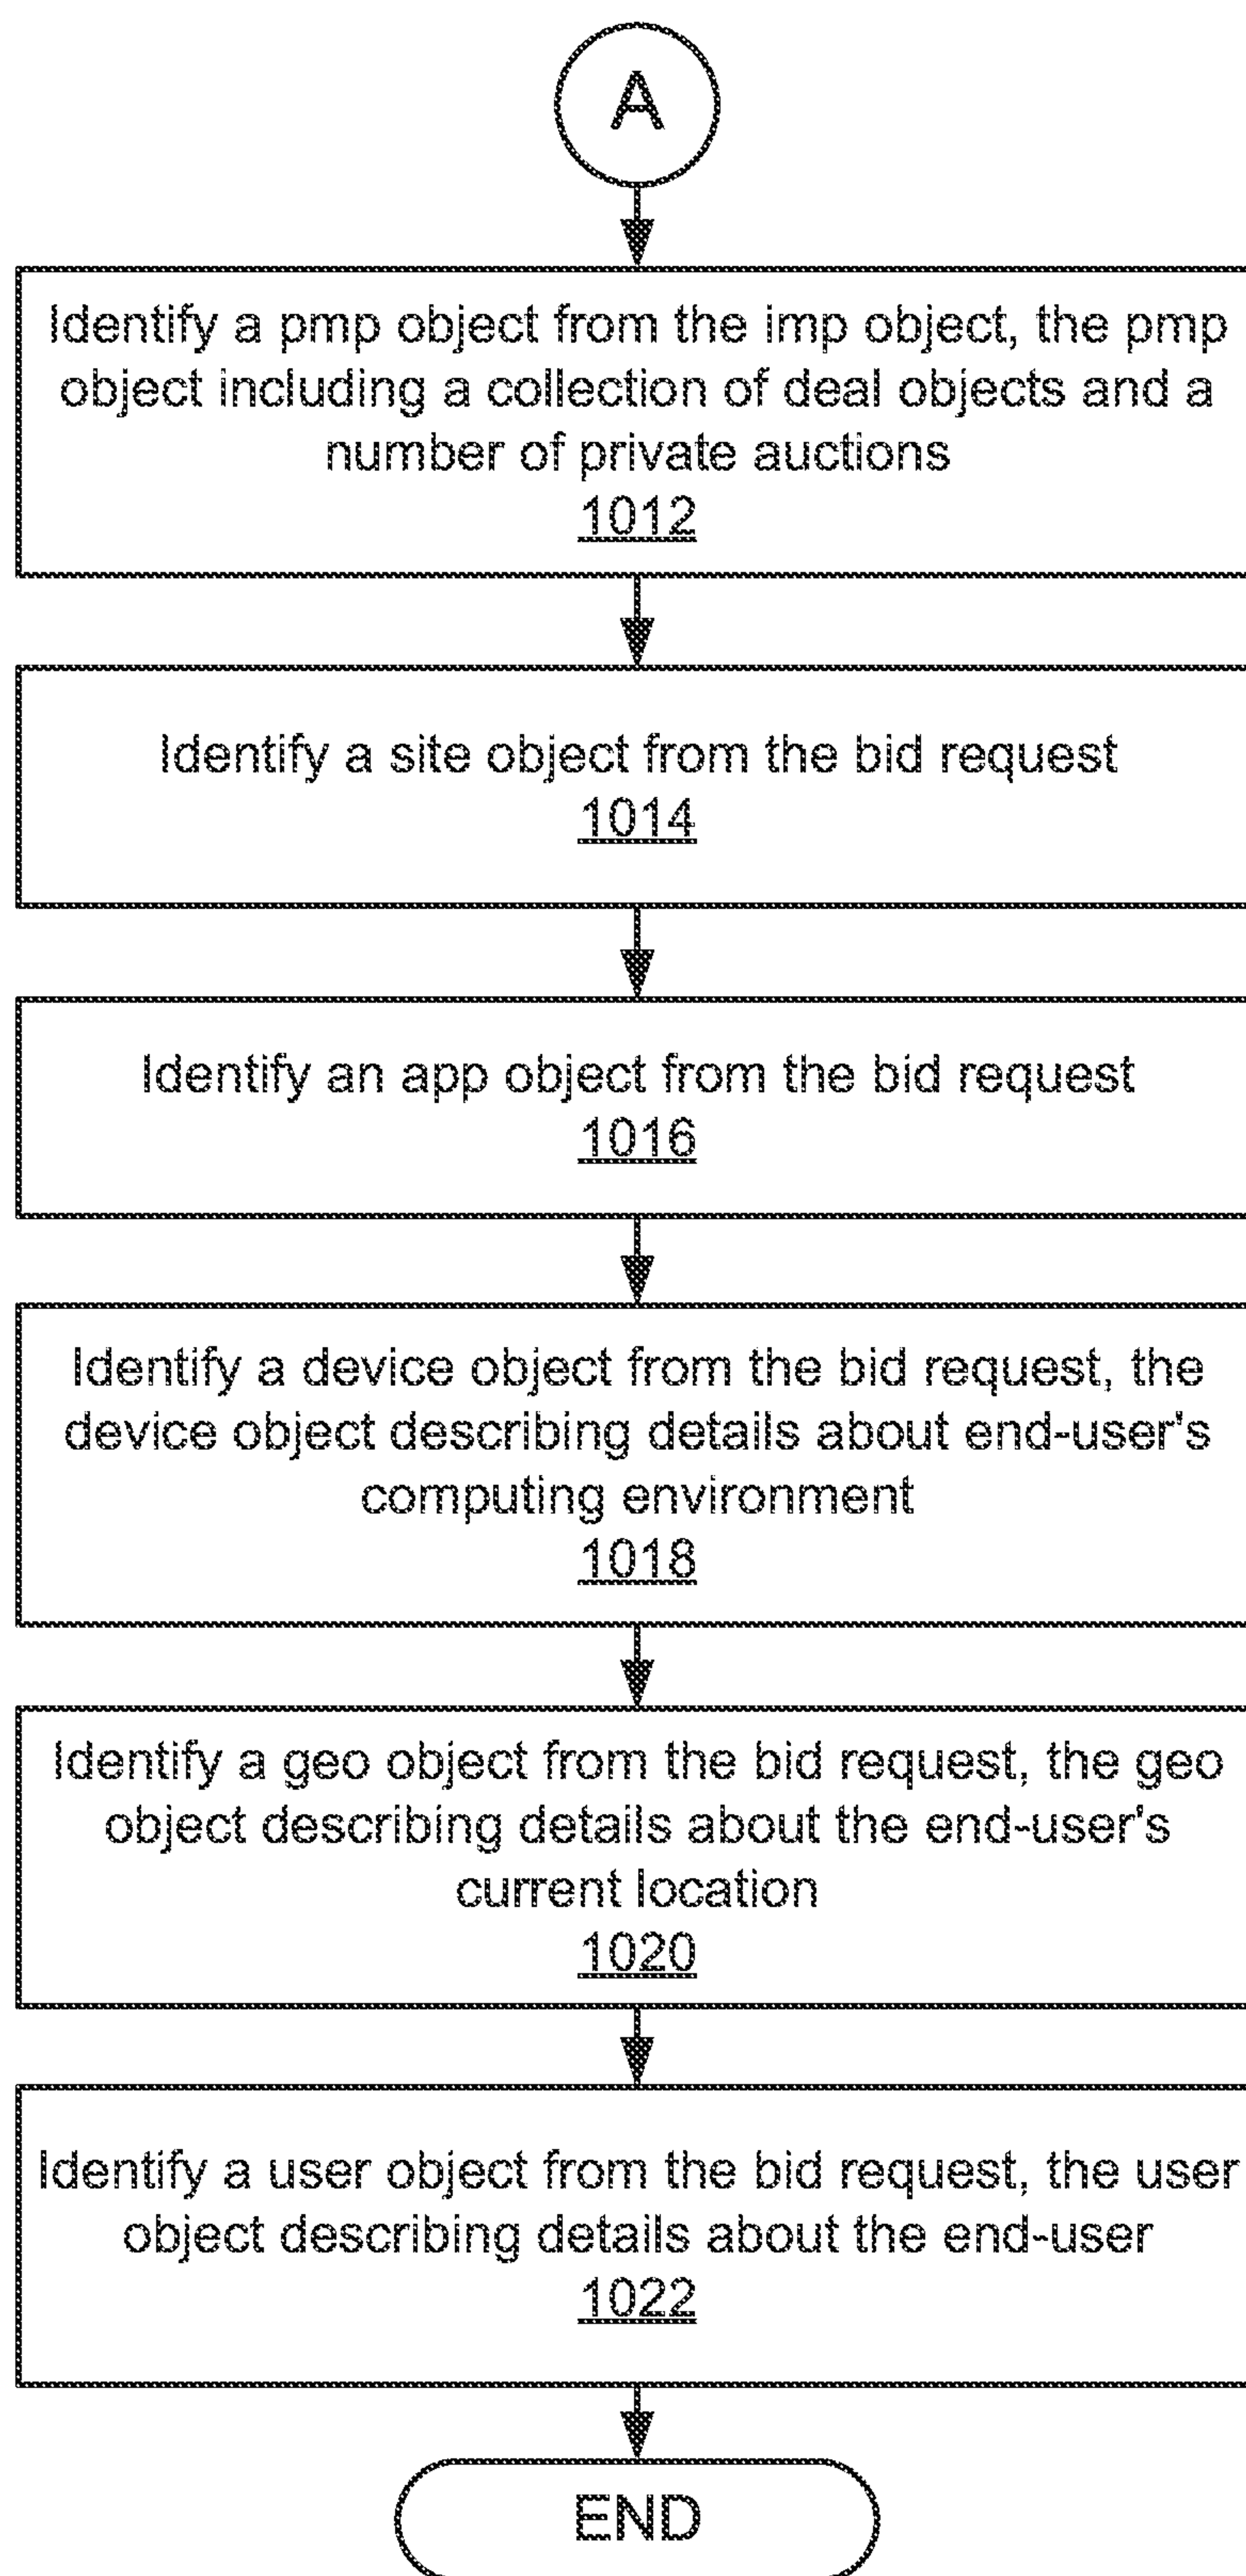 A
Identify a pmp object from the imp object, the pmp
object including a collection of deal objects and a
number of private auctions
1012
Identify a site object from the bid request
1014
Identify an app object from the bid request
1016
Identify a device object from the bid request, the
device object describing details about end-user's
computing environment
1018
Identify a geo object from the bid request, the geo
object describing details about the end-user's
current location
1020
Identify a user object from the bid request, the user
object describing details about the end-user
1022
END